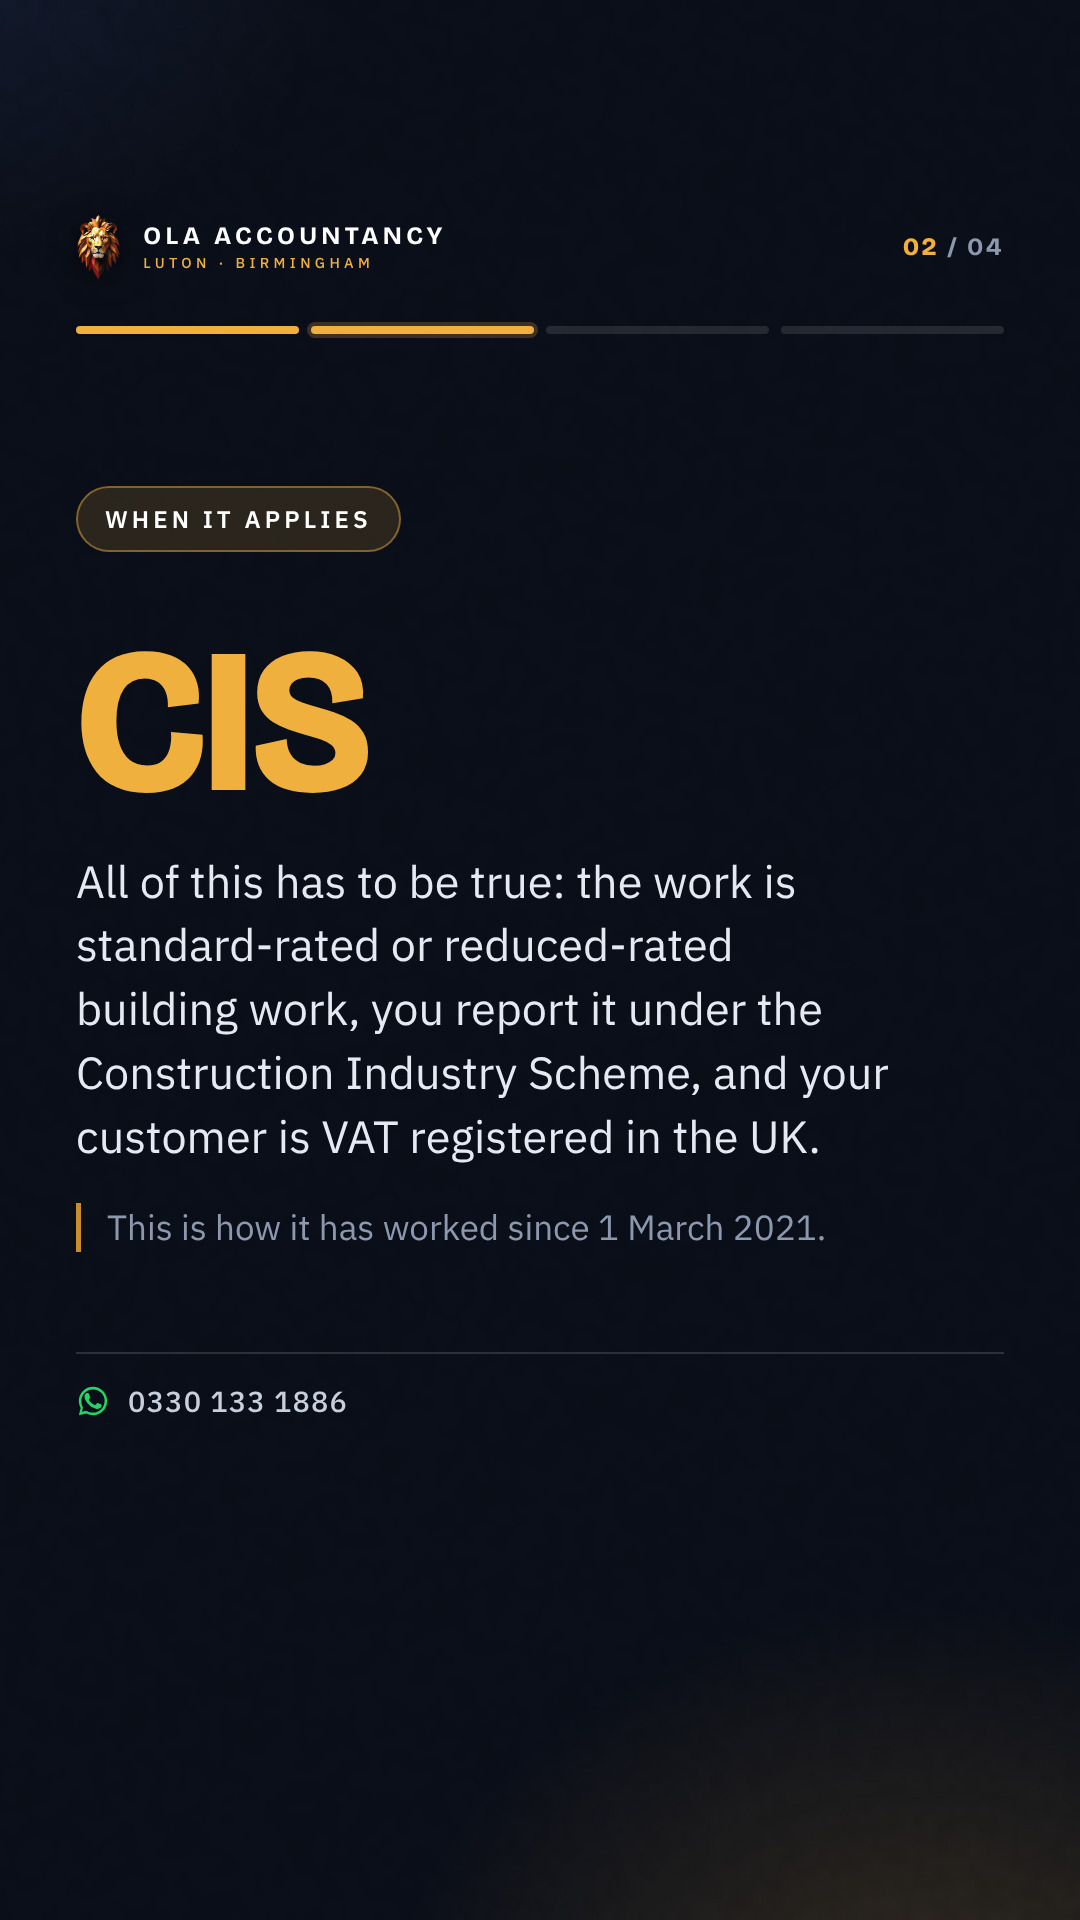 OLA ACCOUNTANCY
LUTON · BIRMINGHAM
02 / 04
WHEN IT APPLIES
CIS
All of this has to be true: the work is
standard-rated or reduced-rated
building work, you report it under the
Construction Industry Scheme, and your
customer is VAT registered in the UK.
This is how it has worked since 1 March 2021.
0330 133 1886